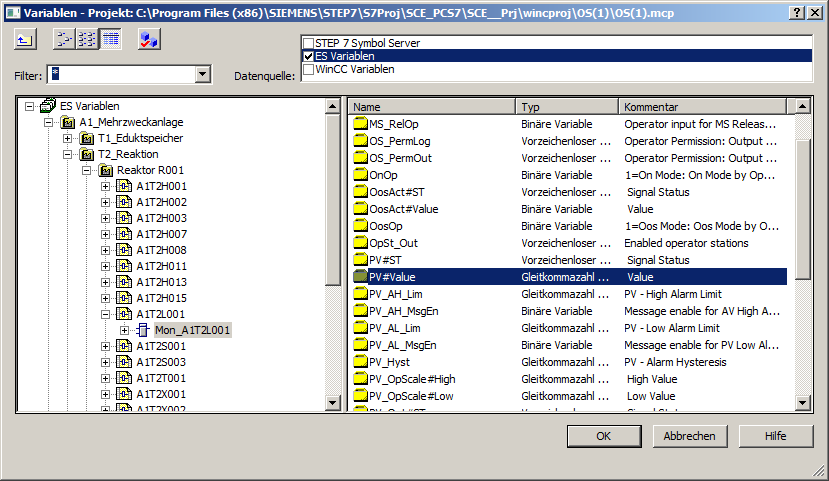 Variablen - Projekt: C:\Program Files (x86)\SIEMENS\STEP7\S7Proj\SCE_PCS7\SCE__Prj\wincproj\OS(1)\OS(1).mcp
STEP 7 Symbol Server
ES Variablen
WinCC Variablen
Filter: * Datenquelle:
ES Variablen
A1_Mehrzweckanlage
T1_Eduktspeicher
T2_Reaktion
Reaktor R001
A1T2H001
A1T2H002
A1T2H003
A1T2H007
A1T2H008
A1T2H011
A1T2H013
A1T2H015
A1T2L001
Mon_A1T2L001
A1T2S001
A1T2S003
A1T2T001
A1T2X001
A1T2X002
Name Typ Kommentar
MS_RelOp Binäre Variable Operator input for MS Releas...
OS_PermLog Vorzeichenloser ... Operator Permission: Output ...
OS_PermOut Vorzeichenloser ... Operator Permission: Output ...
OnOp Binäre Variable 1=On Mode: On Mode by Op...
OosAct#ST Vorzeichenloser ... Signal Status
OosAct#Value Binäre Variable Value
OosOp Binäre Variable 1=Oos Mode: Oos Mode by O...
OpSt_Out Vorzeichenloser ... Enabled operator stations
PV#ST Vorzeichenloser ... Signal Status
PV#Value Gleitkommazahl ... Value
PV_AH_Lim Gleitkommazahl ... PV - High Alarm Limit
PV_AH_MsgEn Binäre Variable Message enable for AV High A...
PV_AL_Lim Gleitkommazahl ... PV - Low Alarm Limit
PV_AL_MsgEn Binäre Variable Message enable for PV Low Al...
PV_Hyst Gleitkommazahl ... PV - Alarm Hysteresis
PV_OpScale#High Gleitkommazahl ... High Value
PV_OpScale#Low Gleitkommazahl ... Low Value
OK Abbrechen Hilfe